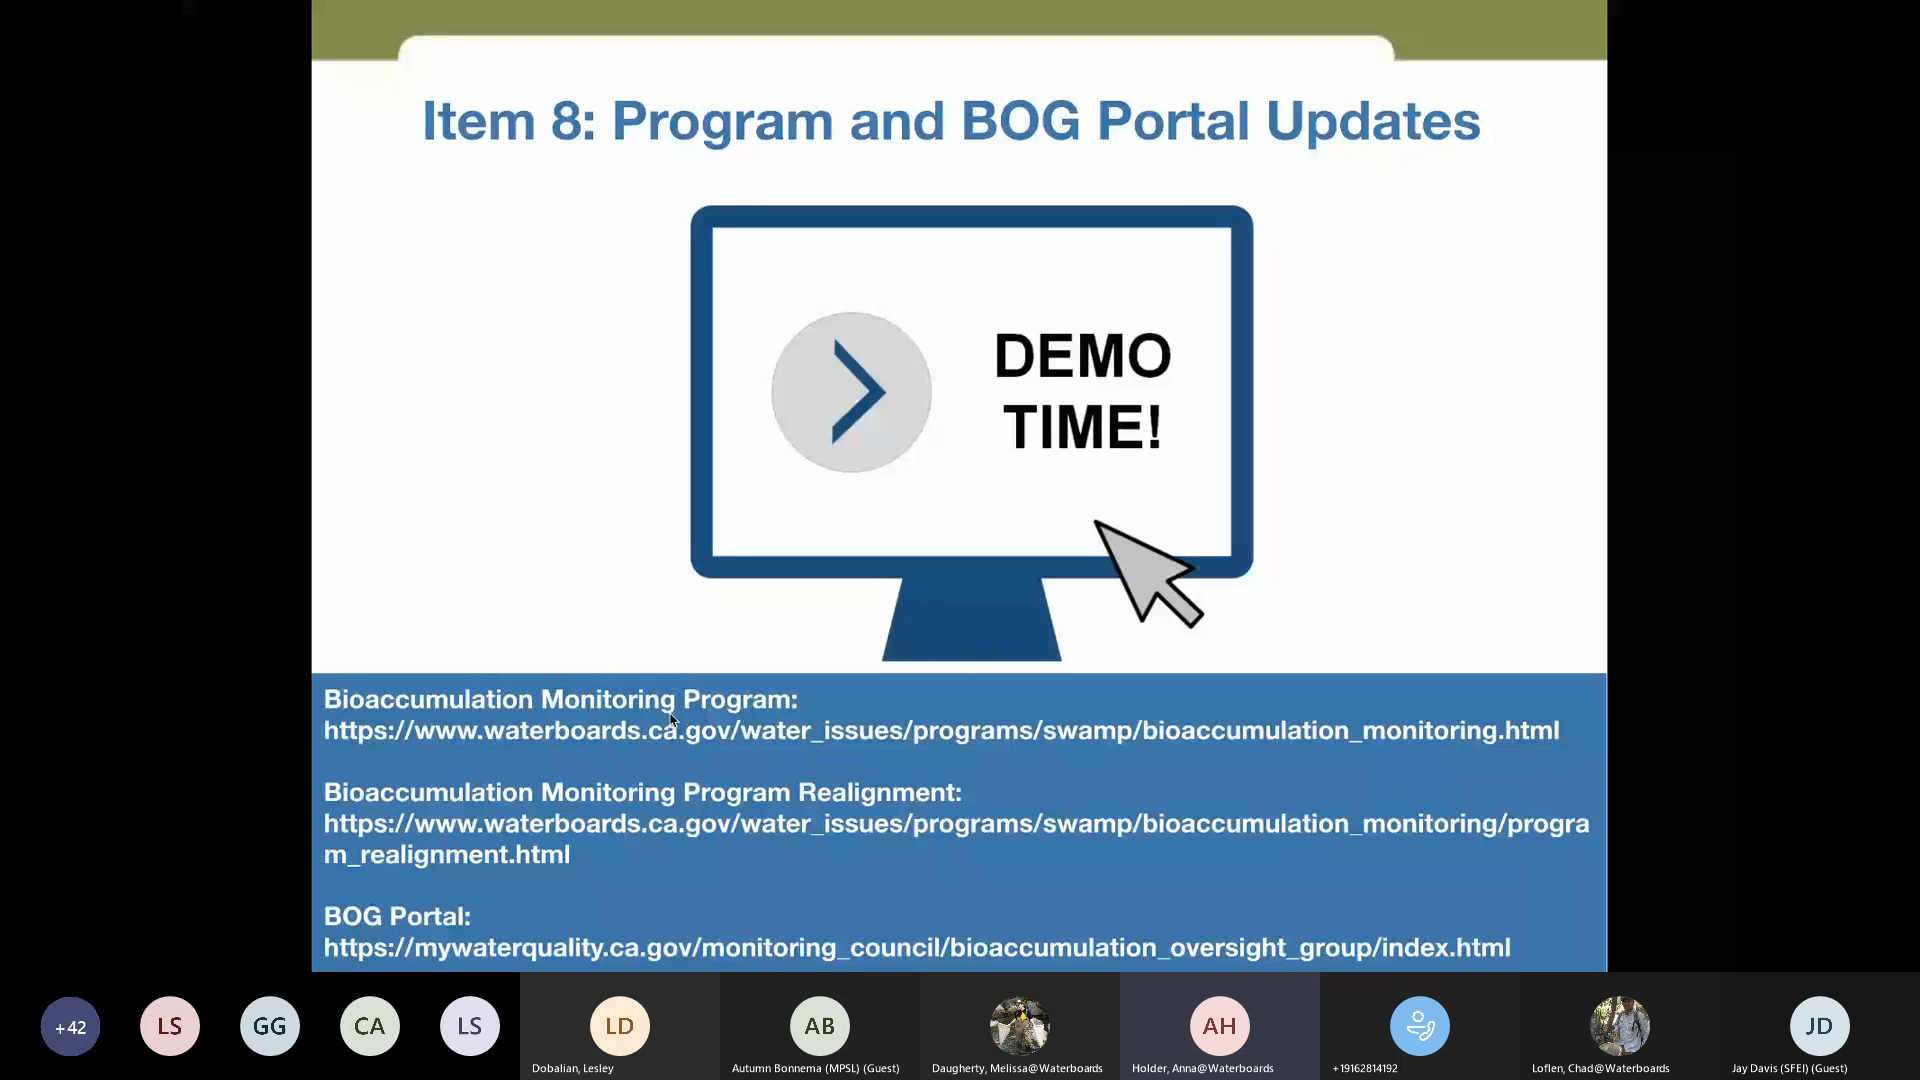 Item 8: Program and BOG Portal Updates
DEMO
TIME!
Bioaccumulation Monitoring Program:
https://www.waterboards.ca.gov/water_issues/programs/swamp/bioaccumulation_monitoring.html
Bioaccumulation Monitoring Program Realignment:
https://www.waterboards.ca.gov/water_issues/programs/swamp/bioaccumulation_monitoring/progra
m_realignment.html
BOG Portal:
https://mywaterquality.ca.gov/monitoring_council/bioaccumulation_oversight_group/index.html
+42 LS GG CA LS LD AB AH JD
Dobalian, Lesley Autumn Bonnema (MPSL) (Guest) Daugherty, Melissa@Waterboards Holder, Anna@Waterboards +19162814192 Loflen, Chad@Waterboards Jay Davis (SFEI) (Guest)